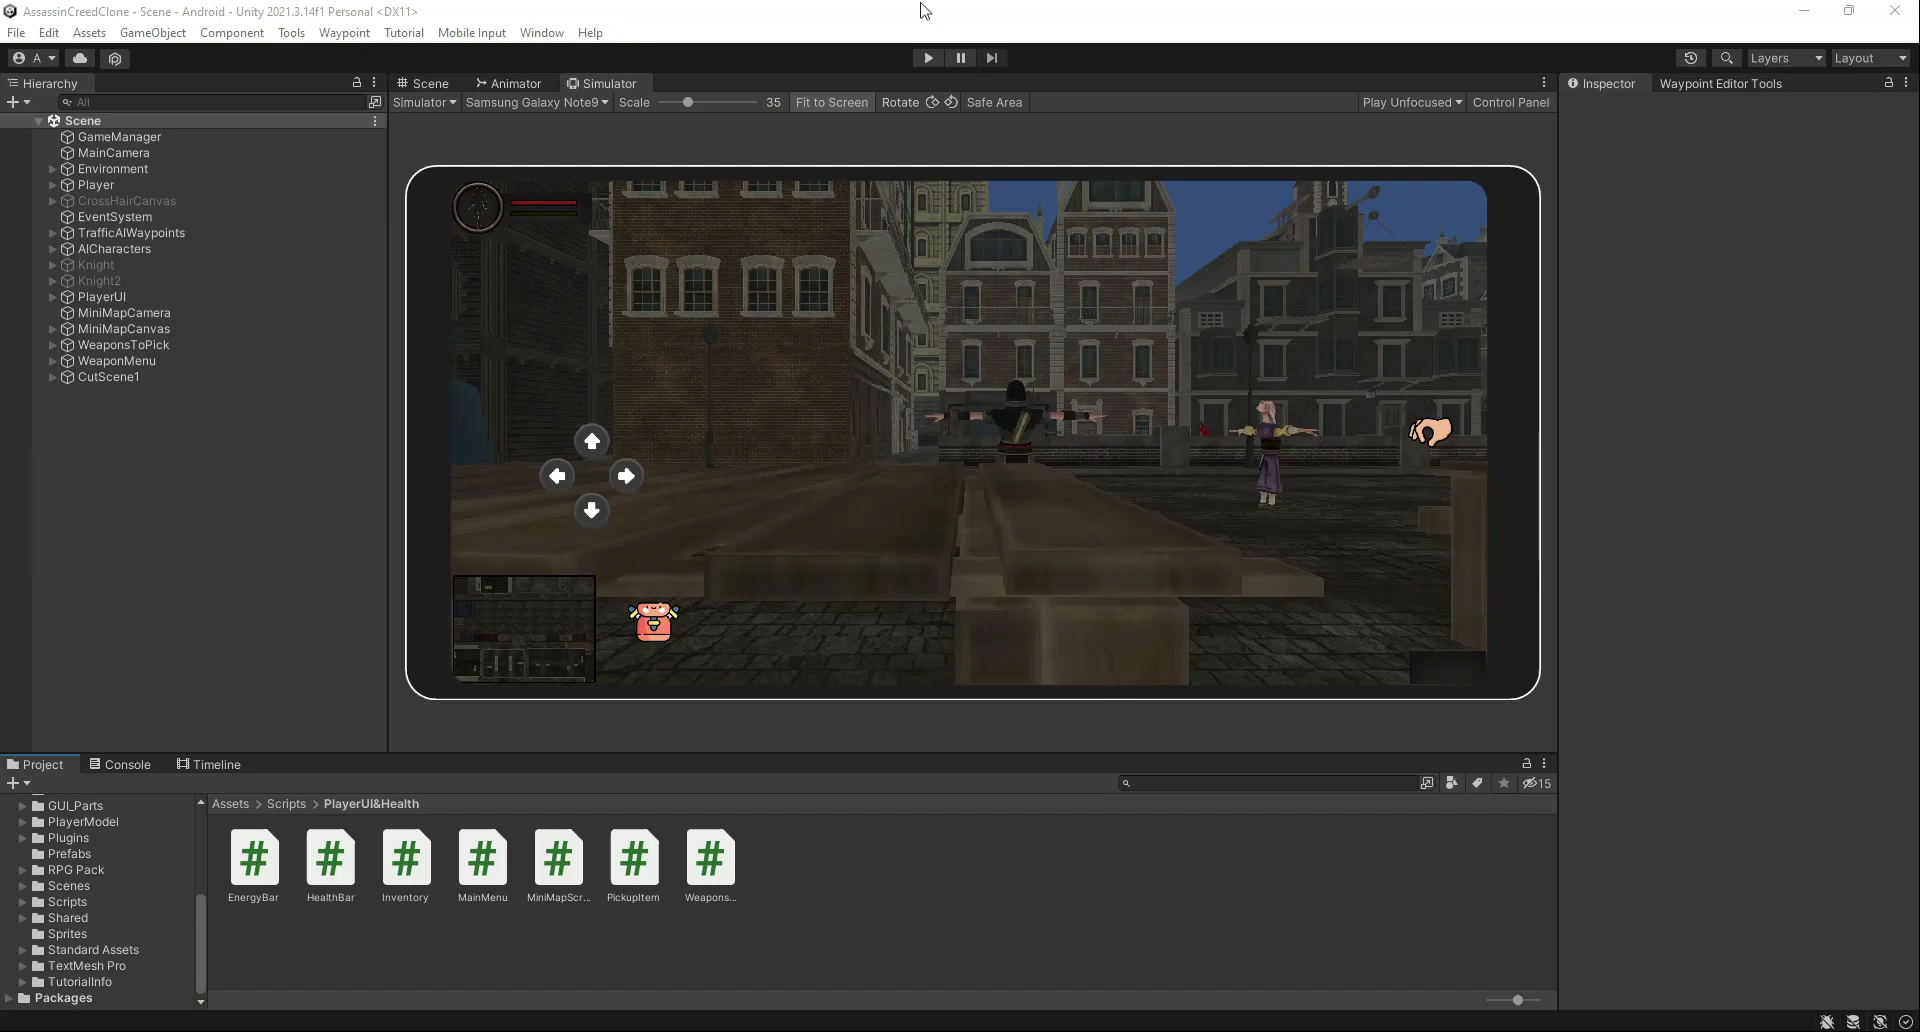 AssassinCreedClone - Scene - Android - Unity 2021.3.14f1 Personal <DX11>
File Edit Assets GameObject Component Tools Jobs Waypoint Tutorial Mobile Input Window Help
A Layers Layout
Hierarchy Scene Animator Simulator Inspector Waypoint Editor Tools
All Simulator Samsung Galaxy Note9 Scale 35 Fit to Screen Rotate Safe Area Play Unfocused Control Panel
Scene
GameManager
MainCamera
Environment
Player
CrossHairCanvas
EventSystem
TrafficAIWaypoints
AICharacters
Knight
Knight2
PlayerUI
MiniMapCamera
MiniMapCanvas
WeaponsToPick
WeaponMenu
CutScene1
Project Console Timeline
15
GUI_Parts
PlayerModel
Plugins
Prefabs
RPG Pack
Scenes
Scripts
Shared
Sprites
Standard Assets
TextMesh Pro
TutorialInfo
Packages
Assets > Scripts > PlayerUI&Health
EnergyBar HealthBar Inventory MainMenu MiniMapScr... PickupItem Weapons...